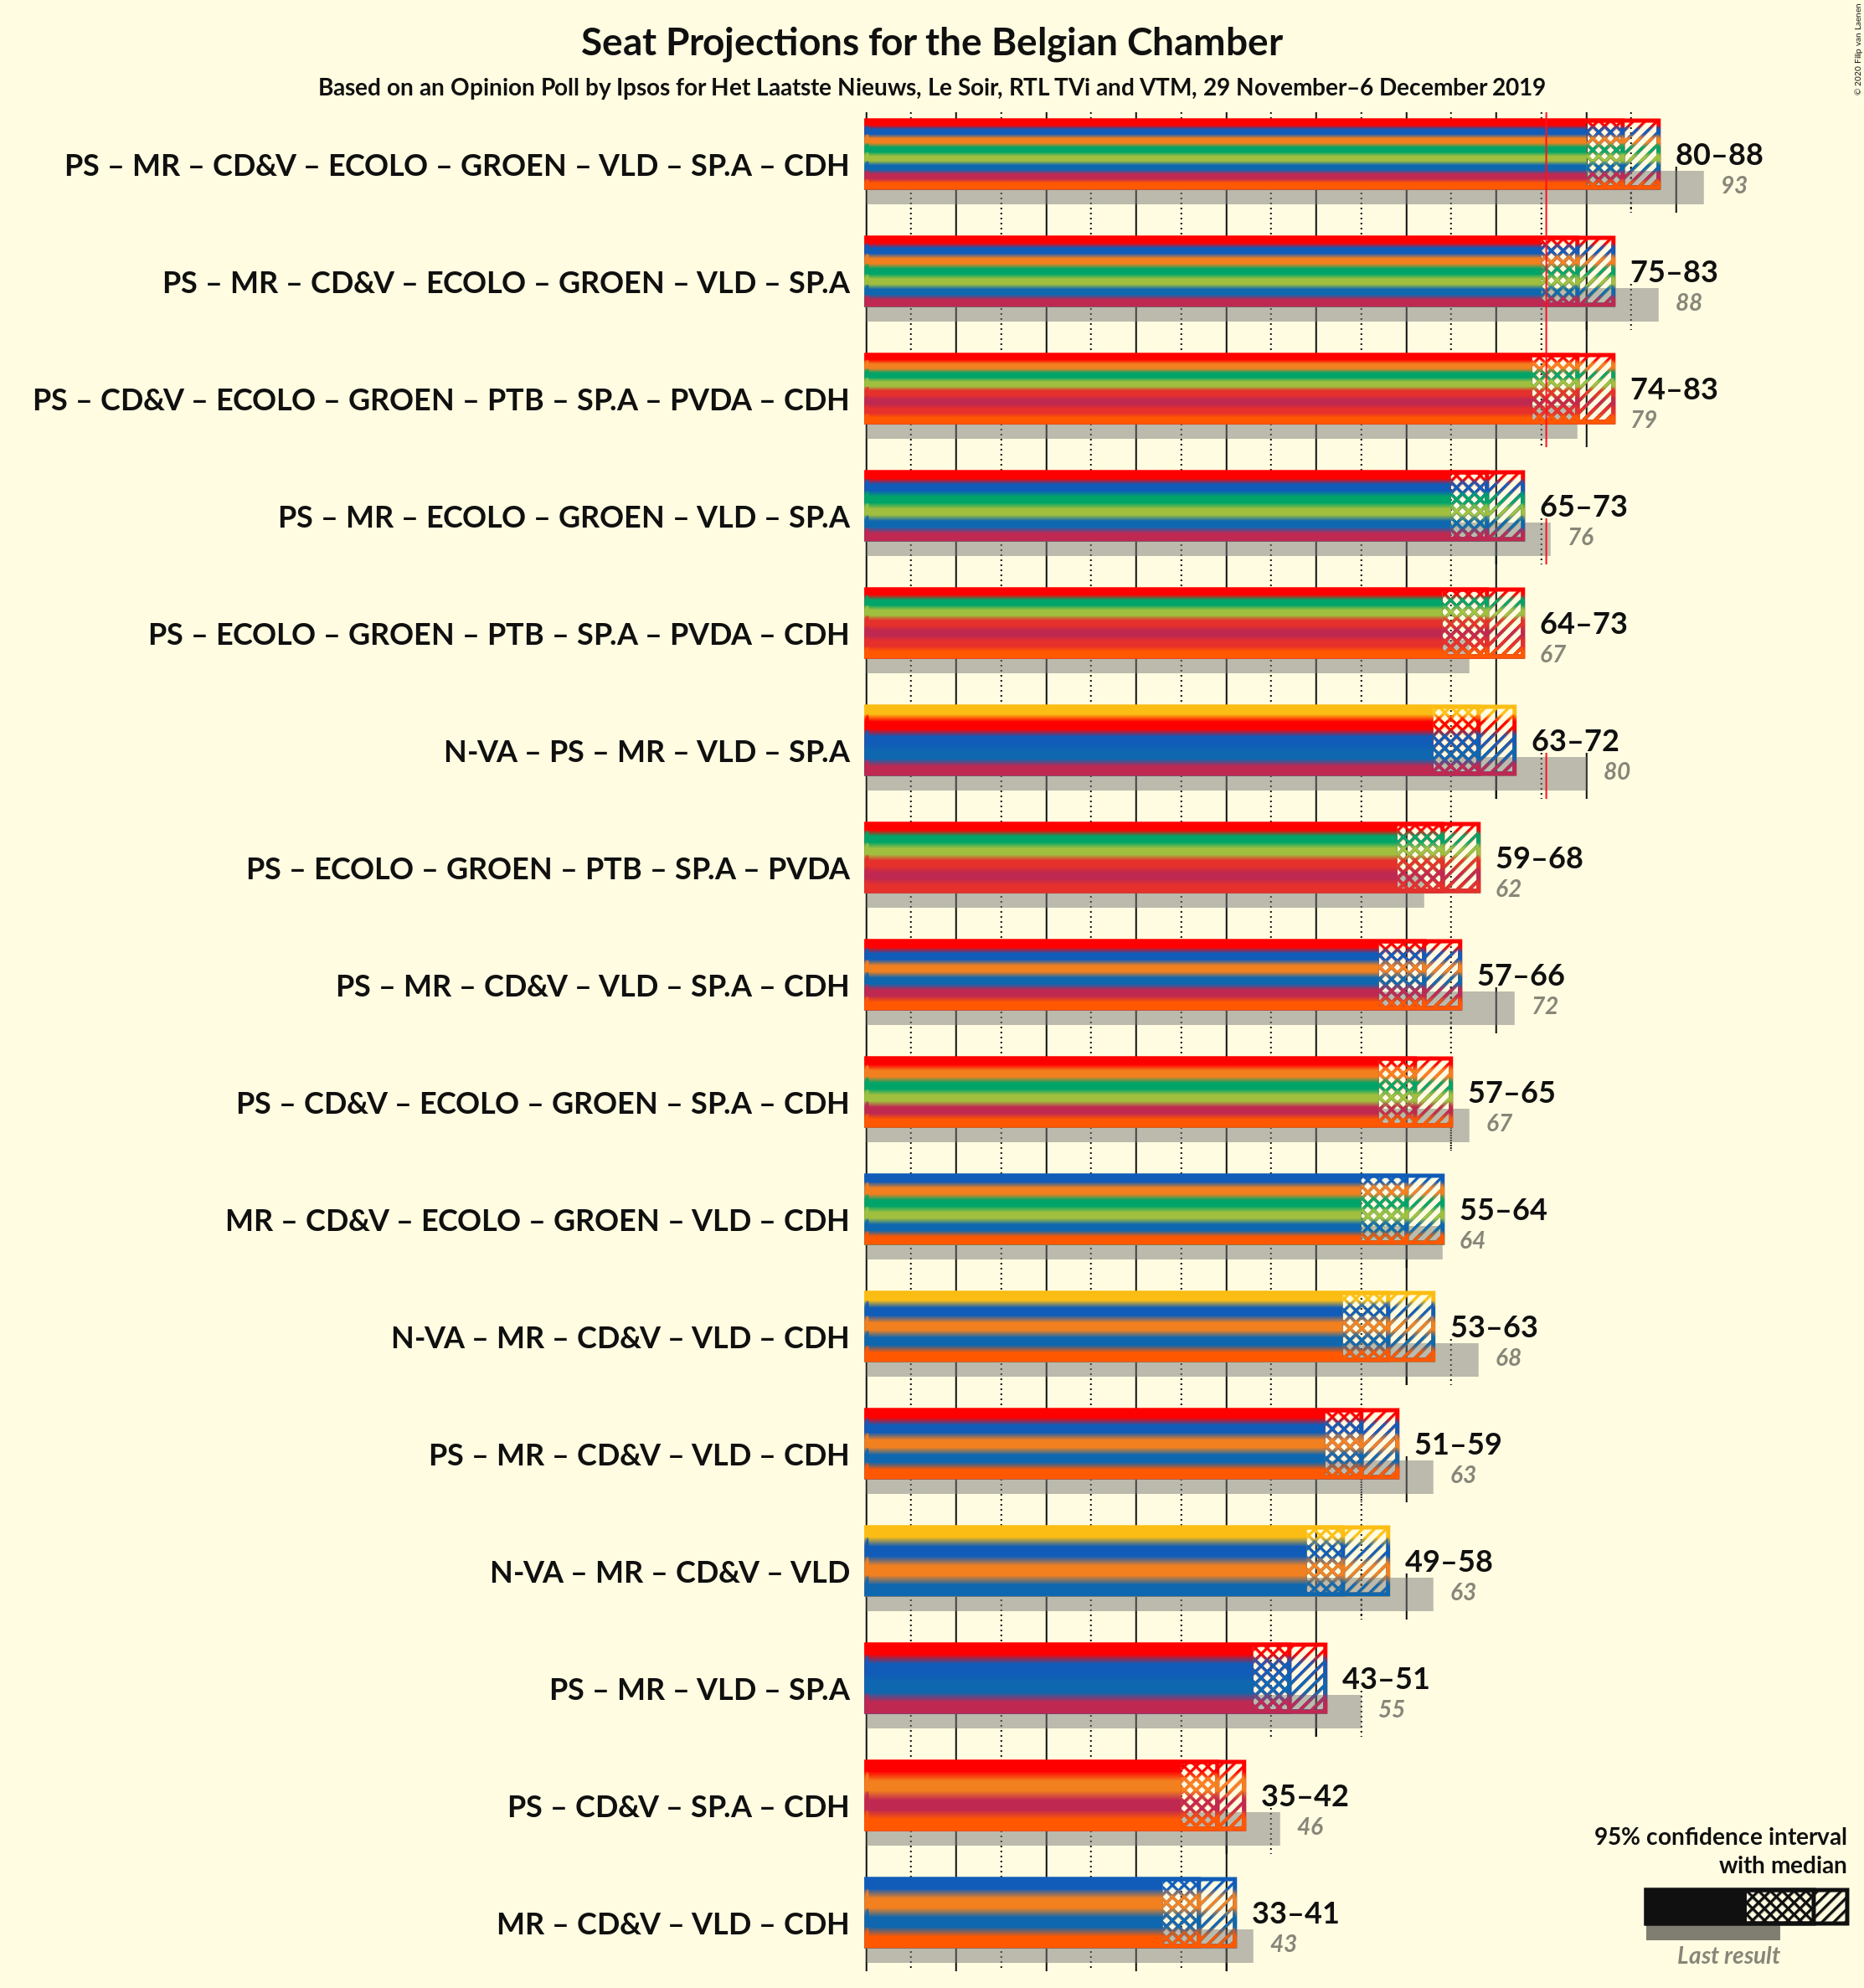 Seat Projections for the Belgian Chamber
Based on an Opinion Poll by Ipsos for Het Laatste Nieuws, Le Soir, RTL TVi and VTM, 29 November–6 December 2019
© 2020 Filip van Laenen
PS – MR – CD&V – ECOLO – GROEN – VLD – SP.A – CDH
80–88
93
PS – MR – CD&V – ECOLO – GROEN – VLD – SP.A
75–83
88
PS – CD&V – ECOLO – GROEN – PTB – SP.A – PVDA – CDH
74–83
79
PS – MR – ECOLO – GROEN – VLD – SP.A
65–73
76
PS – ECOLO – GROEN – PTB – SP.A – PVDA – CDH
64–73
67
N-VA – PS – MR – VLD – SP.A
63–72
80
PS – ECOLO – GROEN – PTB – SP.A – PVDA
59–68
62
PS – MR – CD&V – VLD – SP.A – CDH
57–66
72
PS – CD&V – ECOLO – GROEN – SP.A – CDH
57–65
67
MR – CD&V – ECOLO – GROEN – VLD – CDH
55–64
64
N-VA – MR – CD&V – VLD – CDH
53–63
68
PS – MR – CD&V – VLD – CDH
51–59
63
N-VA – MR – CD&V – VLD
49–58
63
PS – MR – VLD – SP.A
43–51
55
PS – CD&V – SP.A – CDH
35–42
46
MR – CD&V – VLD – CDH
33–41
43
95% confidence interval
with median
Last result